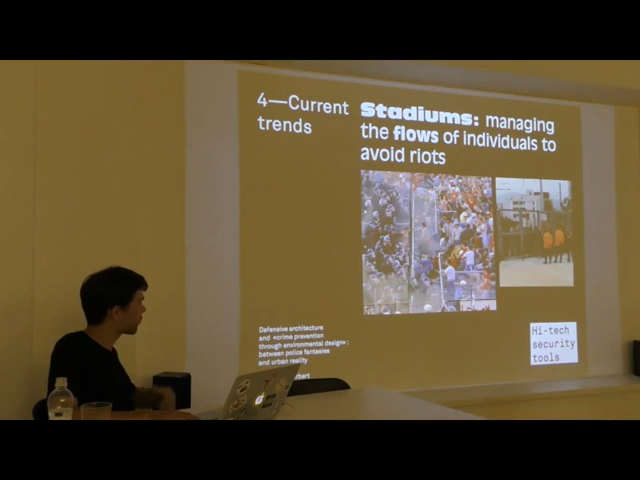 4—Current
trends
Stadiums: managing
the flows of individuals to
avoid riots
Defensive architecture
and «crime prevention
through environmental design» :
between police fantasies
and urban reality
Hi-tech
security
tools